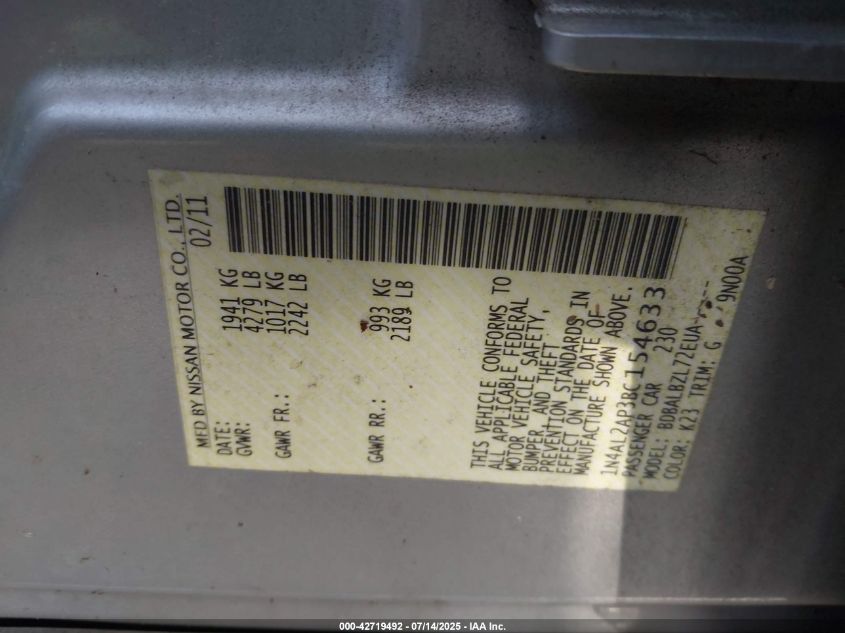 MFD BY NISSAN MOTOR CO., LTD.
DATE: 02/11
GVWR: 1941 KG
4279 LB
GAWR FR.: 1017 KG
2242 LB
GAWR RR.: 993 KG
2189 LB
THIS VEHICLE CONFORMS TO
ALL APPLICABLE FEDERAL
MOTOR VEHICLE SAFETY,
BUMPER, AND THEFT
PREVENTION STANDARDS IN
EFFECT ON THE DATE OF
MANUFACTURE SHOWN ABOVE.
1N4AL2AP3BC154633
PASSENGER CAR 230
MODEL: BDBALBZL72EUA-----
COLOR: K23 TRIM: G 9N00A
000-42719492 - 07/14/2025 - IAA Inc.